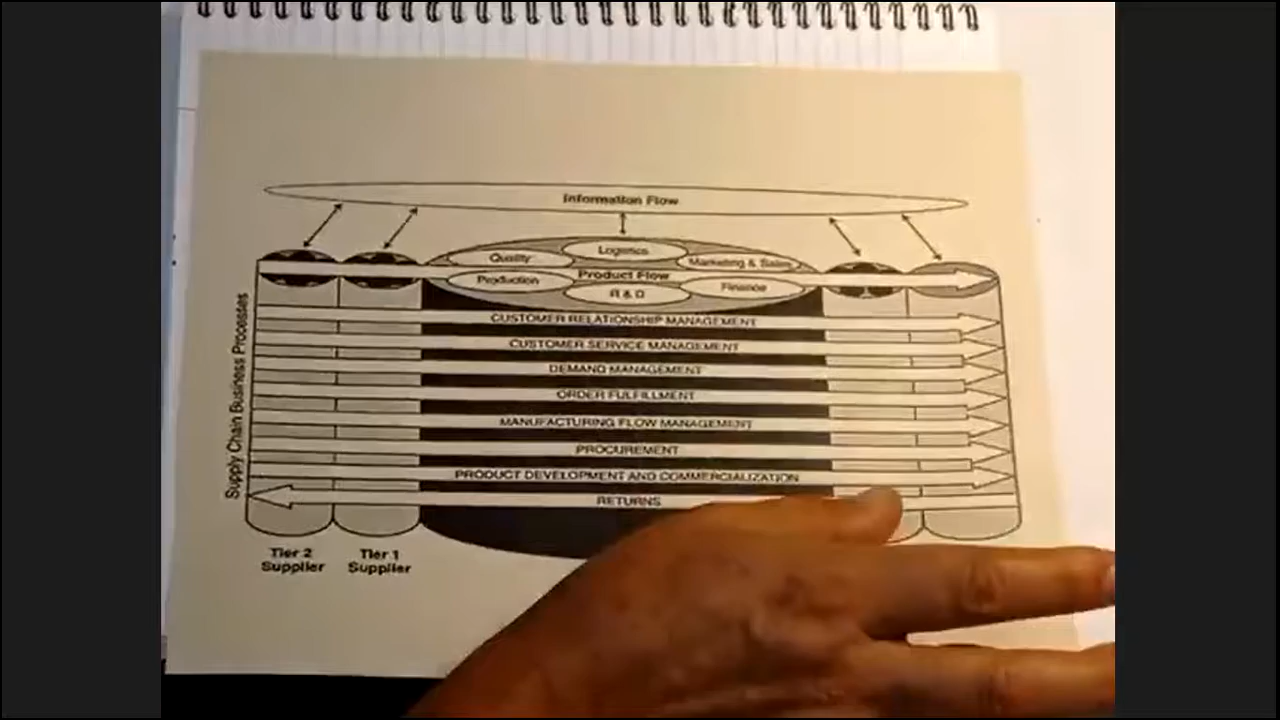 Information Flow
Logistics
Quality
Marketing & Sales
Product Flow
Production
Finance
R & D
CUSTOMER RELATIONSHIP MANAGEMENT
CUSTOMER SERVICE MANAGEMENT
DEMAND MANAGEMENT
ORDER FULFILLMENT
MANUFACTURING FLOW MANAGEMENT
PROCUREMENT
PRODUCT DEVELOPMENT AND COMMERCIALIZATION
RETURNS
Supply Chain Business Processes
Tier 2
Supplier
Tier 1
Supplier